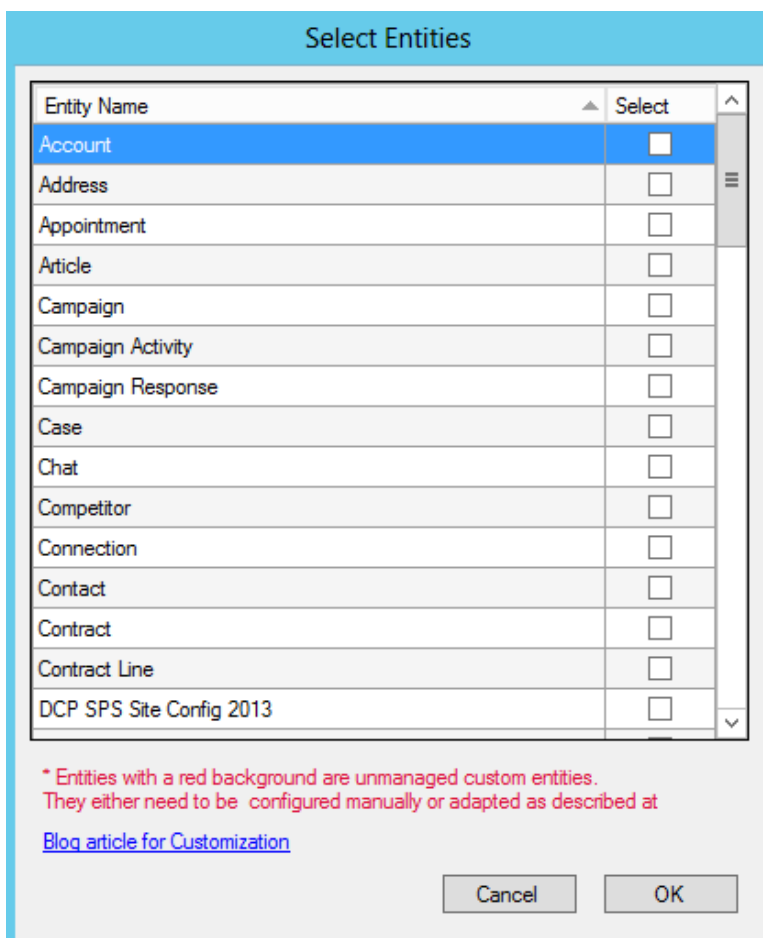 Select Entities
Entity Name Select
Account
Address
Appointment
Article
Campaign
Campaign Activity
Campaign Response
Case
Chat
Competitor
Connection
Contact
Contract
Contract Line
DCP SPS Site Config 2013
* Entities with a red background are unmanaged custom entities.
They either need to be configured manually or adapted as described at
Blog article for Customization
Cancel OK